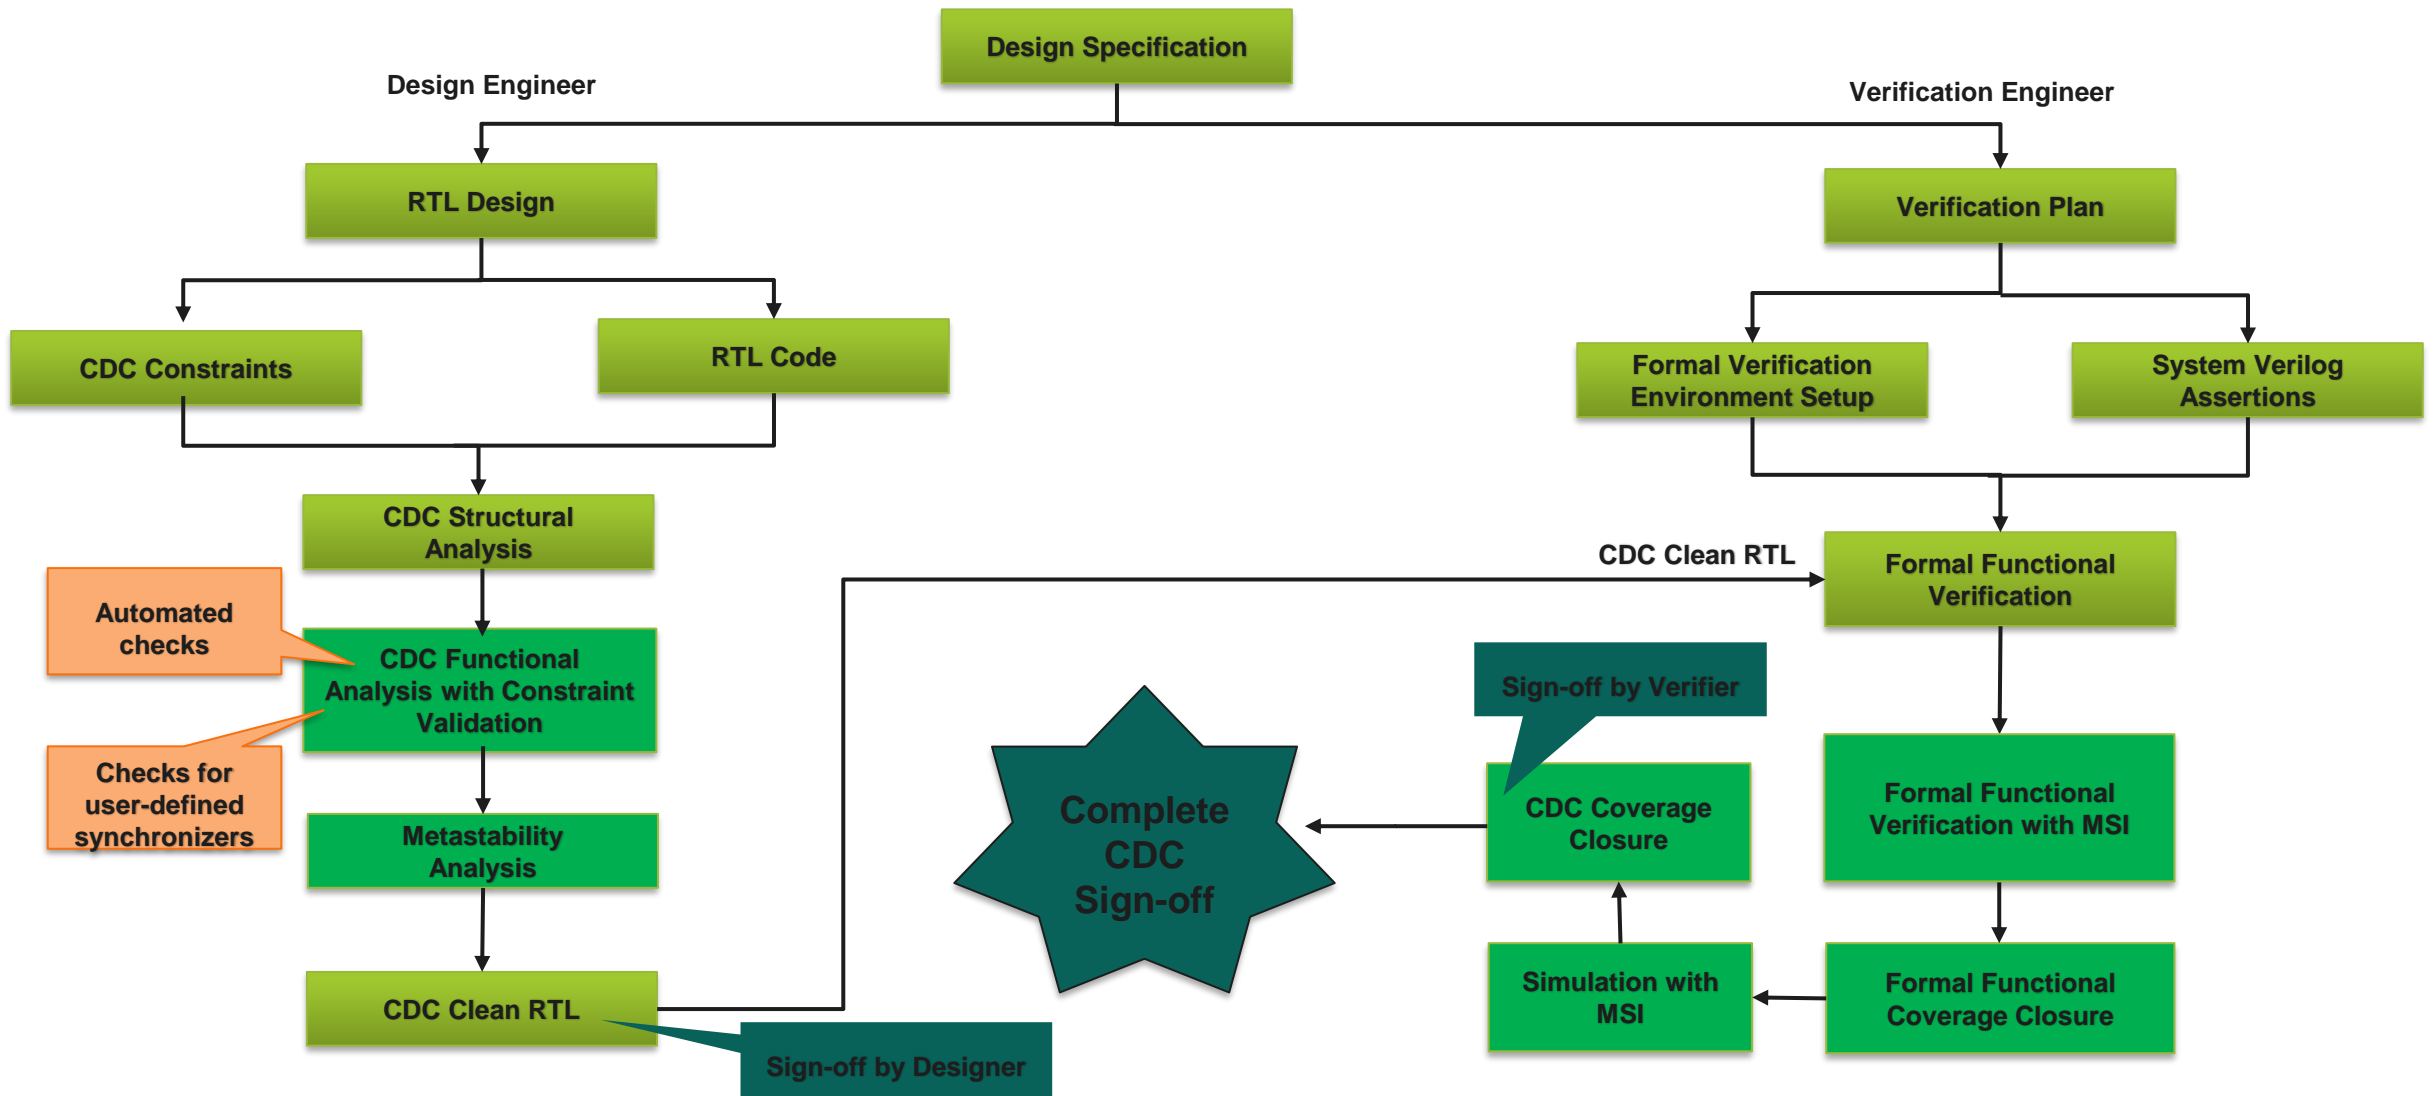 Design Specification
Design Engineer
Verification Engineer
RTL Design
Verification Plan
CDC Constraints
RTL Code
Formal Verification
Environment Setup
System Verilog
Assertions
CDC Structural
Analysis
CDC Clean RTL
Formal Functional
Verification
Automated
checks
CDC Functional
Analysis with Constraint
Validation
Sign-off by Verifier
Checks for
user-defined
synchronizers
Complete
CDC
Sign-off
CDC Coverage
Closure
Formal Functional
Verification with MSI
Metastability
Analysis
CDC Clean RTL
Simulation with
MSI
Formal Functional
Coverage Closure
Sign-off by Designer